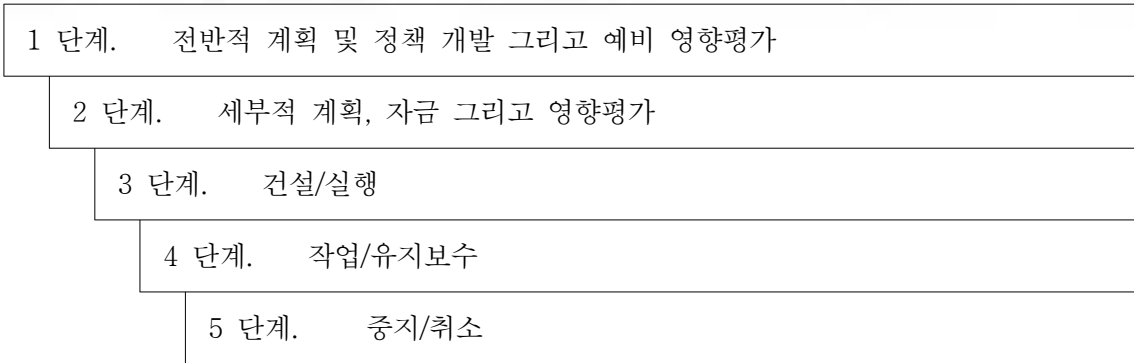 1 단계. 전반적 계획 및 정책 개발 그리고 예비 영향평가
2 단계. 세부적 계획, 자금 그리고 영향평가
3 단계. 건설/실행
4 단계. 작업/유지보수
5 단계. 중지/취소